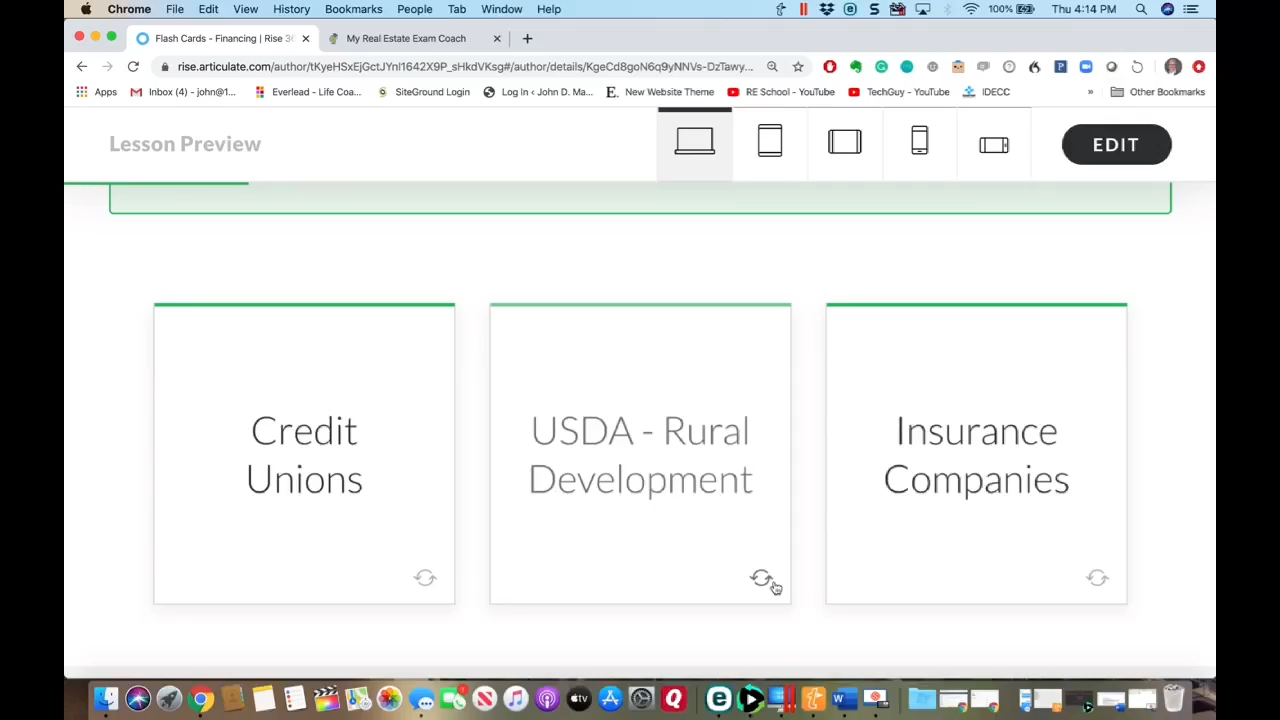 Chrome File Edit View History Bookmarks People Tab Window Help 100% Thu 4:14 PM
Flash Cards - Financing | Rise 36 My Real Estate Exam Coach
rise.articulate.com/author/tKyeHSxEjGctJYnl1642X9P_sHkdVKsg#/author/details/KgeCd8goN6q9yNNVs-DzTawy...
Apps Inbox (4) - john@1... Everlead - Life Coa... SiteGround Login Log In ‹ John D. Ma... New Website Theme RE School - YouTube TechGuy - YouTube IDECC » Other Bookmarks
Lesson Preview
EDIT
Credit
Unions
USDA - Rural
Development
Insurance
Companies